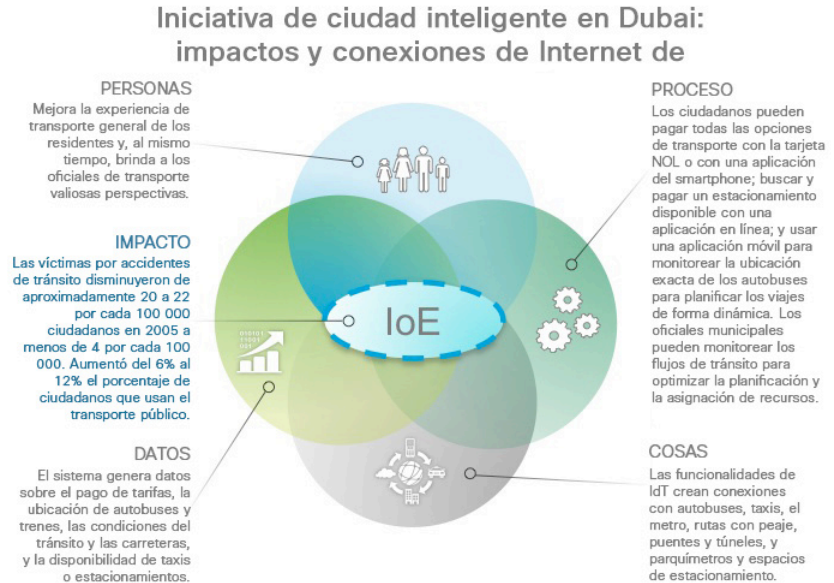 Iniciativa de ciudad inteligente en Dubai:
impactos y conexiones de Internet de
PERSONAS
Mejora la experiencia de
transporte general de los
residentes y, al mismo
tiempo, brinda a los
oficiales de transporte
valiosas perspectivas.
IMPACTO
Las víctimas por accidentes
de tránsito disminuyeron de
aproximadamente 20 a 22
por cada 100 000
ciudadanos en 2005 a
menos de 4 por cada 100
000. Aumentó del 6% al
12% el porcentaje de
ciudadanos que usan el
transporte público.
DATOS
El sistema genera datos
sobre el pago de tarifas, la
ubicación de autobuses y
trenes, las condiciones del
tránsito y las carreteras,
y la disponibilidad de taxis
o estacionamientos.
IoE
PROCESO
Los ciudadanos pueden
pagar todas las opciones
de transporte con la tarjeta
NOL o con una aplicación
del smartphone; buscar y
pagar un estacionamiento
disponible con una
aplicación en línea; y usar
una aplicación móvil para
monitorear la ubicación
exacta de los autobuses
para planificar los viajes
de forma dinámica. Los
oficiales municipales
pueden monitorear los
flujos de tránsito para
optimizar la planificación y
la asignación de recursos.
COSAS
Las funcionalidades de
IdT crean conexiones
con autobuses, taxis, el
metro, rutas con peaje,
puentes y túneles, y
parquímetros y espacios
de estacionamiento.